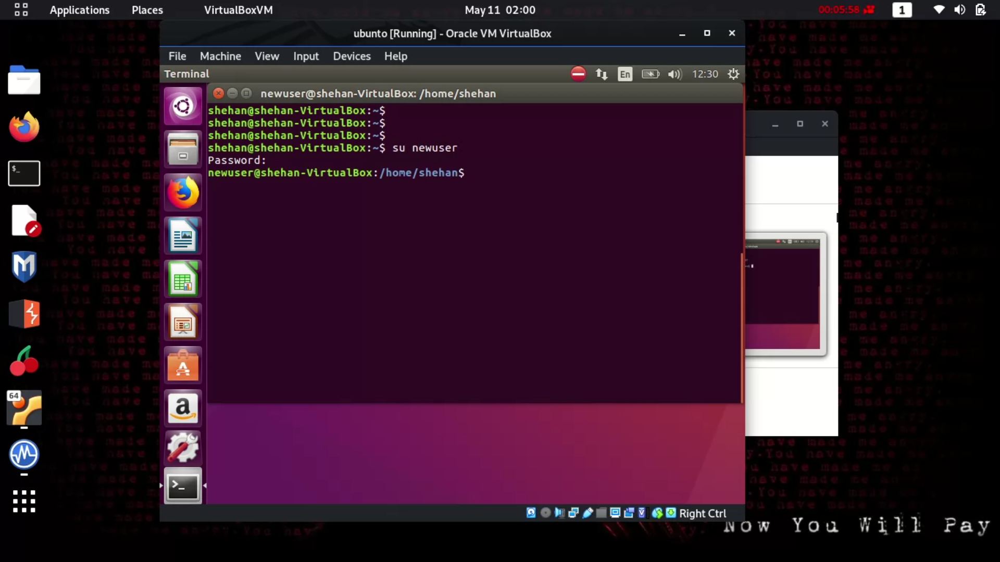 Applications Places VirtualBoxVM May 11 02:00 00:05:58 1
ubunto [Running] - Oracle VM VirtualBox
File Machine View Input Devices Help
Terminal En 12:30
newuser@shehan-VirtualBox: /home/shehan
shehan@shehan-VirtualBox:~$
shehan@shehan-VirtualBox:~$
shehan@shehan-VirtualBox:~$
shehan@shehan-VirtualBox:~$ su newuser
Password:
newuser@shehan-VirtualBox:/home/shehan$
$_
64
>_
Right Ctrl
Now You Will Pay